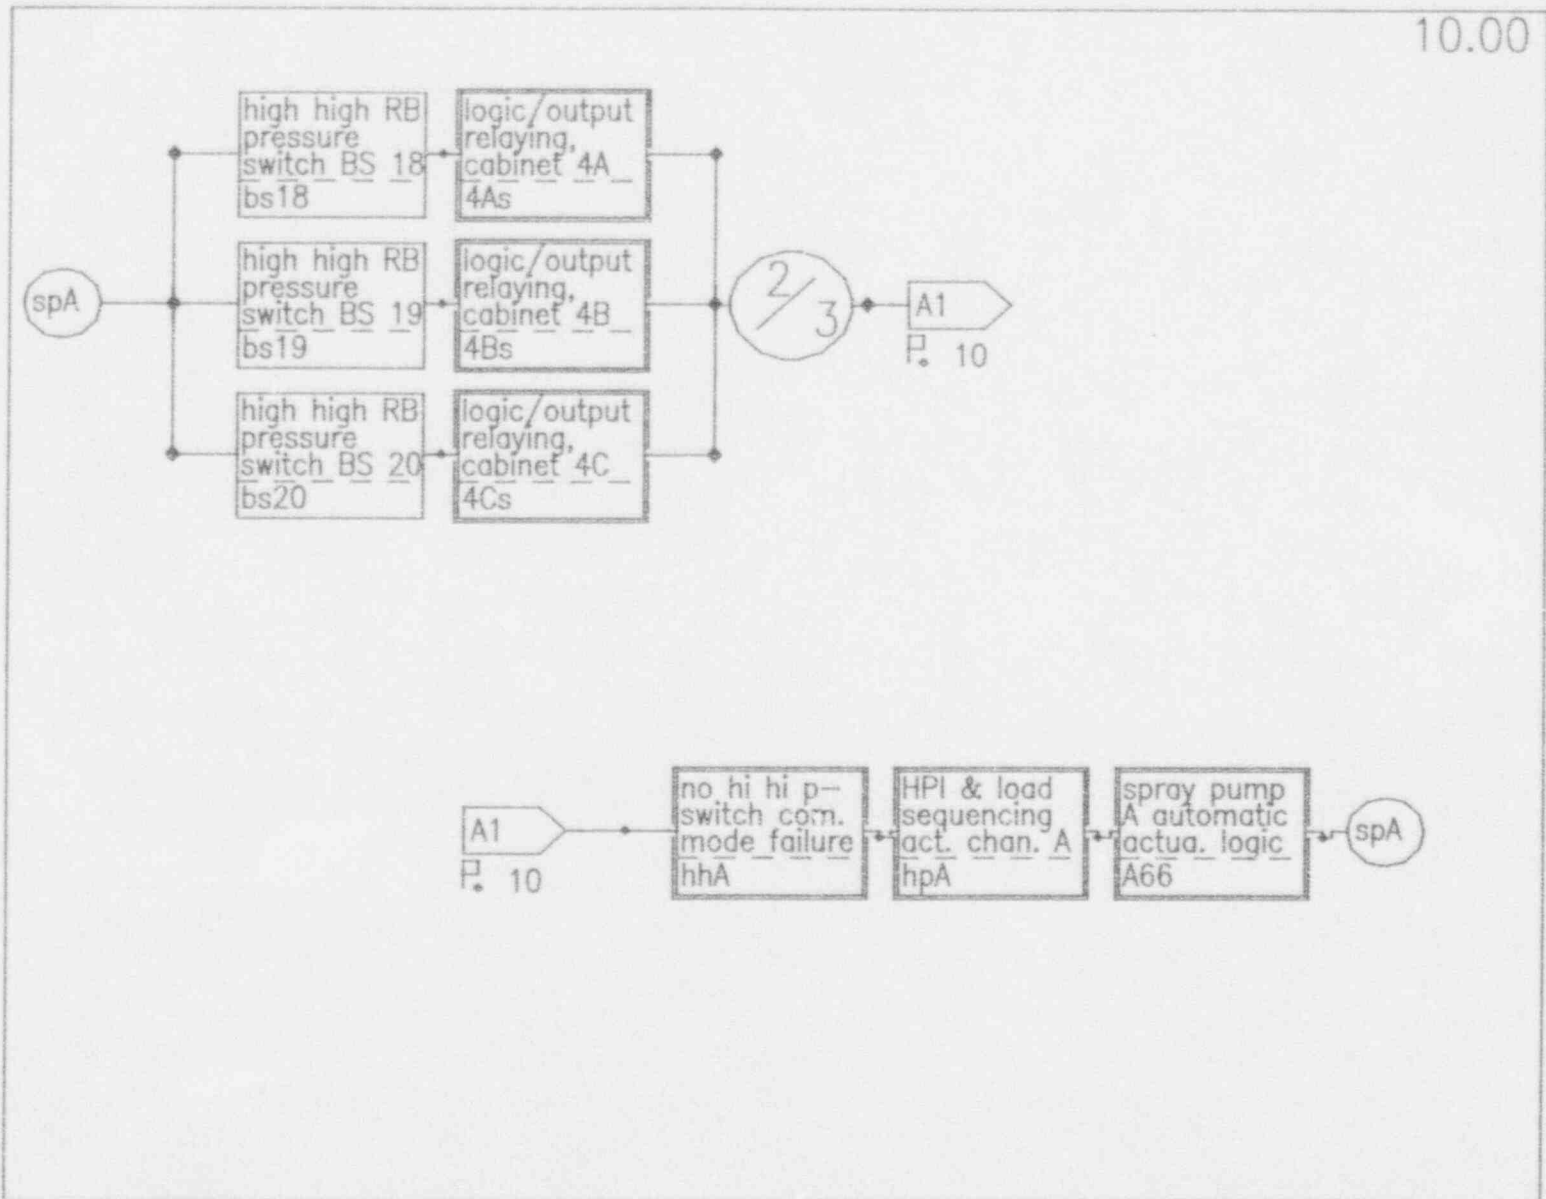 10.00
high high RB
pressure
switch BS 18
bs18
logic/output
relaying,
cabinet 4A
4As
spA
high high RB
pressure
switch BS 19
bs19
logic/output
relaying,
cabinet 4B
4Bs
2/3
A1
P. 10
high high RB
pressure
switch BS 20
bs20
logic/output
relaying,
cabinet 4C
4Cs
A1
P. 10
no hi hi p-
switch com.
mode failure
hhA
HPI & load
sequencing
act. chan. A
hpA
spray pump
A automatic
actua. logic
A66
spA